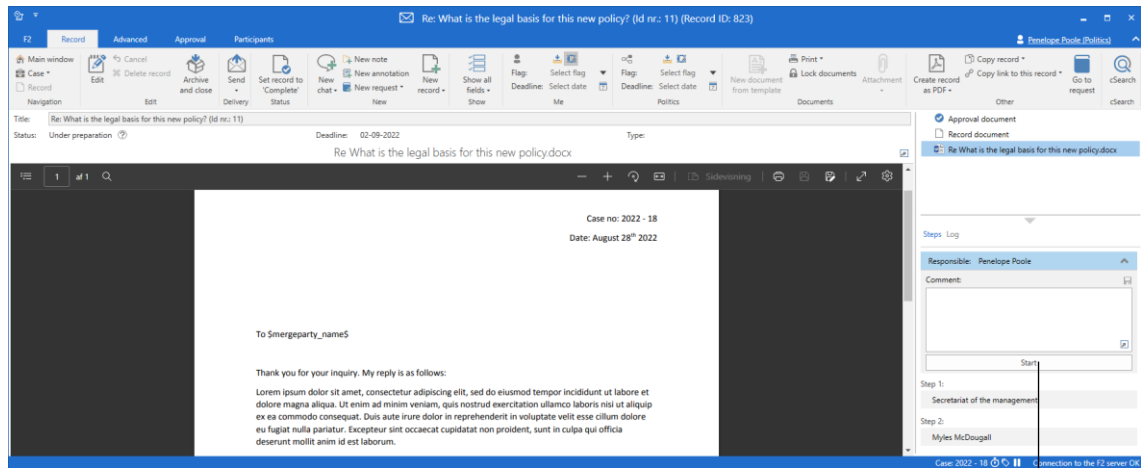 Re: What is the legal basis for this new policy? (Id nr.: 11) (Record ID: 823)
F2 Record Advanced Approval Participants Penelope Poole (Politics)
Main window
Case
Record
Navigation
Edit
Cancel
Delete record
Archive and close
Edit
Send
Delivery
Set record to 'Complete'
Status
New chat
New note
New annotation
New request
New record
New
Show all fields
Show
Flag: Select flag
Deadline: Select date
Me
Flag: Select flag
Deadline: Select date
Politics
New document from template
Print
Lock documents
Attachment
Documents
Create record as PDF
Copy record
Copy link to this record
Go to request
Other
cSearch
cSearch
Title: Re: What is the legal basis for this new policy? (Id nr.: 11)
Status: Under preparation Deadline: 02-09-2022 Type:
Re What is the legal basis for this new policy.docx
1 af 1 Sidevisning
Case no: 2022 - 18
Date: August 28th 2022
To $mergeparty_name$
Thank you for your inquiry. My reply is as follows:
Lorem ipsum dolor sit amet, consectetur adipiscing elit, sed do eiusmod tempor incididunt ut labore et
dolore magna aliqua. Ut enim ad minim veniam, quis nostrud exercitation ullamco laboris nisi ut aliquip
ex ea commodo consequat. Duis aute irure dolor in reprehenderit in voluptate velit esse cillum dolore
eu fugiat nulla pariatur. Excepteur sint occaecat cupidatat non proident, sunt in culpa qui officia
deserunt mollit anim id est laborum.
Approval document
Record document
Re What is the legal basis for this new policy.docx
Steps Log
Responsible: Penelope Poole
Comment:
Start
Step 1:
Secretariat of the management
Step 2:
Myles McDougall
Case: 2022 - 18 Connection to the F2 server OK